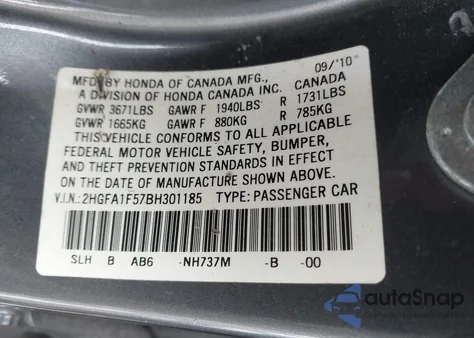 09/'10
MFD. BY HONDA OF CANADA MFG.,
A DIVISION OF HONDA CANADA INC. CANADA
GVWR 3671LBS GAWR F 1940LBS R 1731LBS
GVWR 1665KG GAWR F 880KG R 785KG
THIS VEHICLE CONFORMS TO ALL APPLICABLE
FEDERAL MOTOR VEHICLE SAFETY, BUMPER,
AND THEFT PREVENTION STANDARDS IN EFFECT
ON THE DATE OF MANUFACTURE SHOWN ABOVE.
V.I.N.: 2HGFA1F57BH301185 TYPE: PASSENGER CAR
SLH B AB6 -NH737M -B -00
autoSnap